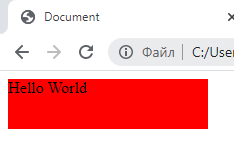 Document
Файл
C:/User
Hello World